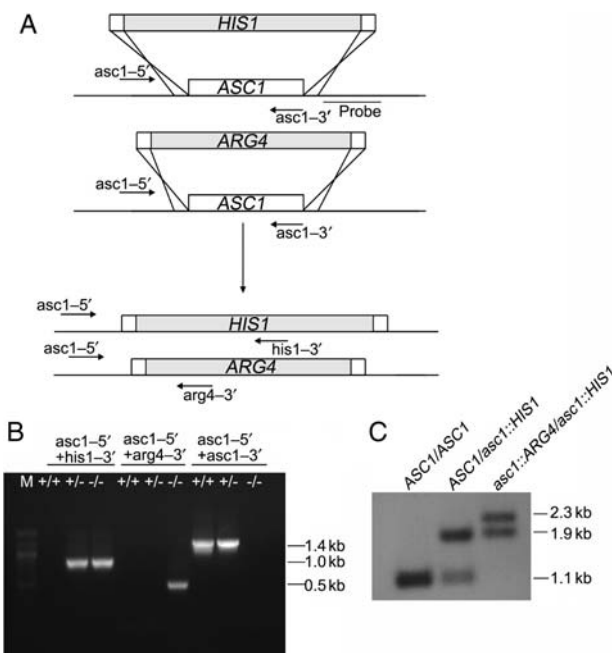 A
HIS1
asc1–5′
ASC1
asc1–3′
Probe
ARG4
asc1–5′
ASC1
asc1–3′
asc1–5′
HIS1
asc1–5′
his1–3′
ARG4
arg4–3′
B
asc1–5′ asc1–5′ asc1–5′
+his1–3′ +arg4–3′ +asc1–3′
M +/+ +/- -/- +/+ +/- -/- +/+ +/- -/-
1.4 kb
1.0 kb
0.5 kb
C
ASC1/ASC1
ASC1/asc1::HIS1
asc1::ARG4/asc1::HIS1
2.3 kb
1.9 kb
1.1 kb